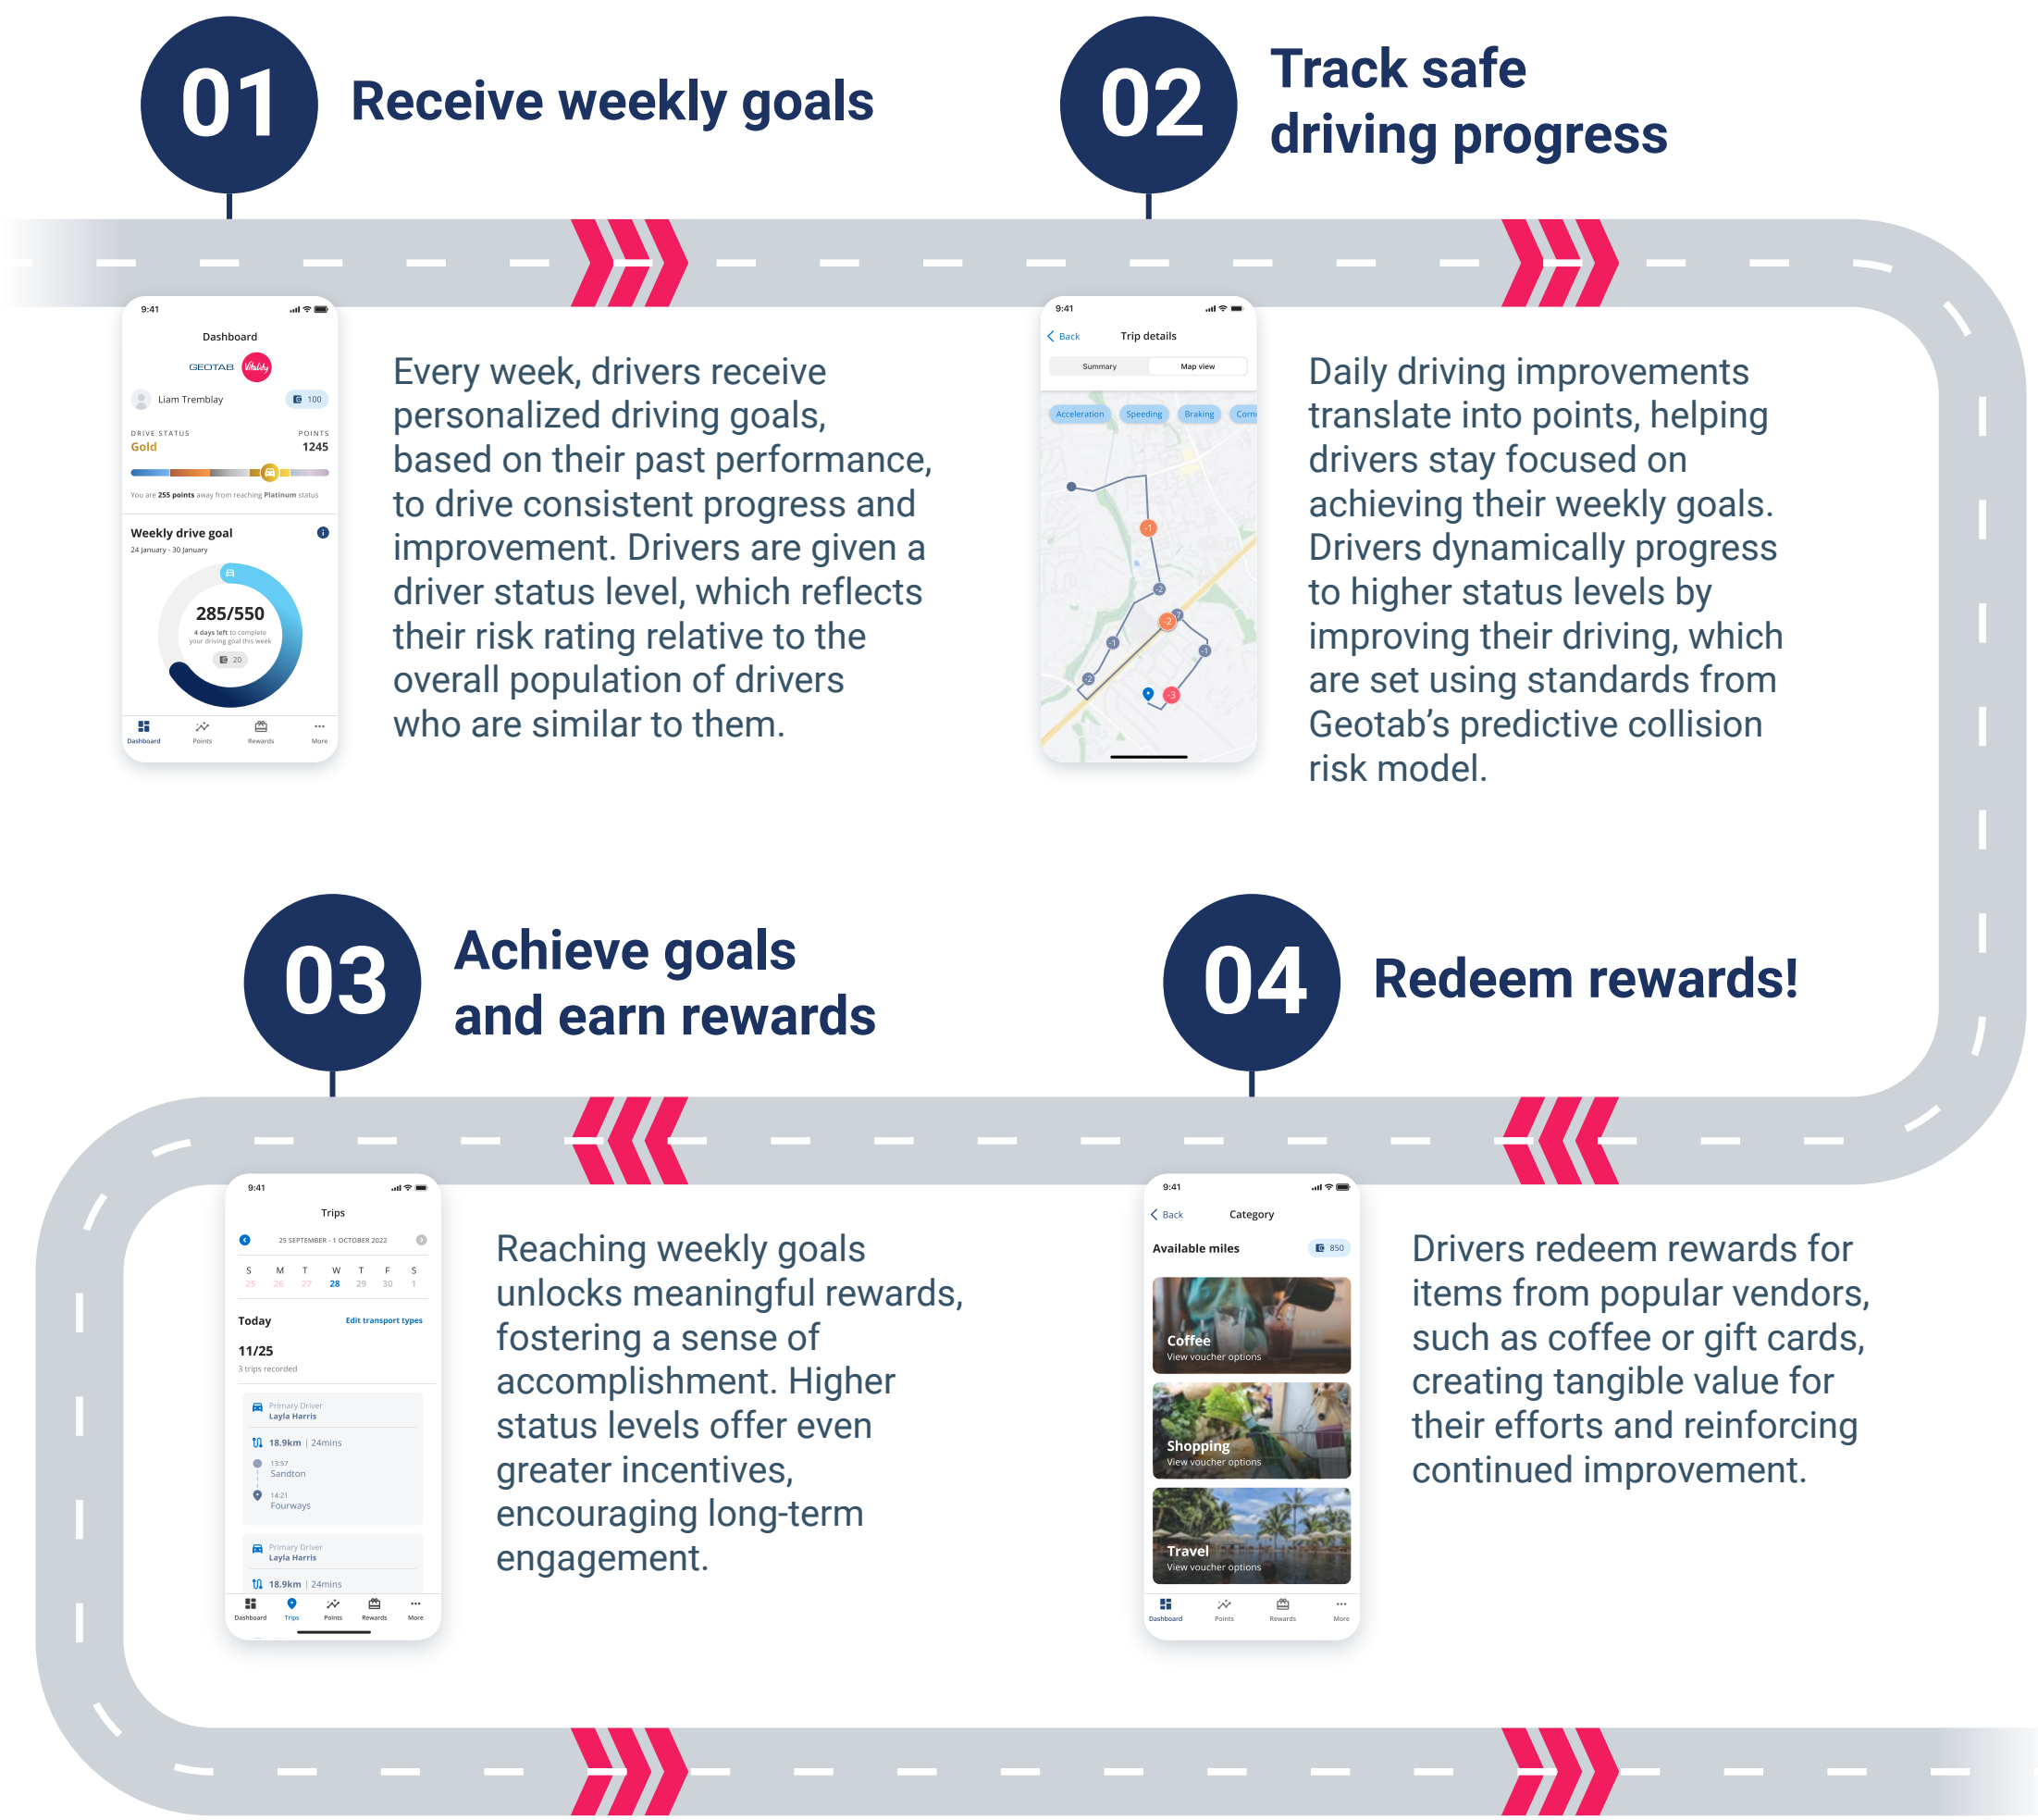 01
Receive weekly goals
02
Track safe
driving progress
9:41
Dashboard
GEOTAB Vitality
Liam Tremblay
100
DRIVE STATUS
POINTS
Gold
1245
You are 255 points away from reaching Platinum status
Weekly drive goal
24 January - 30 January
285/550
4 days left to complete
your driving goal this week
20
Dashboard
Points
Rewards
More
Every week, drivers receive
personalized driving goals,
based on their past performance,
to drive consistent progress and
improvement. Drivers are given a
driver status level, which reflects
their risk rating relative to the
overall population of drivers
who are similar to them.
9:41
Back
Trip details
Summary
Map view
Acceleration
Speeding
Braking
Corn
-1
-2
-2
-1
-1
-2
-3
Daily driving improvements
translate into points, helping
drivers stay focused on
achieving their weekly goals.
Drivers dynamically progress
to higher status levels by
improving their driving, which
are set using standards from
Geotab’s predictive collision
risk model.
03
Achieve goals
and earn rewards
04
Redeem rewards!
9:41
Trips
25 SEPTEMBER - 1 OCTOBER 2022
S M T W T F S
25 26 27 28 29 30 1
Today
Edit transport types
11/25
3 trips recorded
Primary Driver
Layla Harris
18.9km | 24mins
13:57
Sandton
14:21
Fourways
Primary Driver
Layla Harris
18.9km | 24mins
Dashboard
Trips
Points
Rewards
More
Reaching weekly goals
unlocks meaningful rewards,
fostering a sense of
accomplishment. Higher
status levels offer even
greater incentives,
encouraging long-term
engagement.
9:41
Back
Category
Available miles
850
Coffee
View voucher options
Shopping
View voucher options
Travel
View voucher options
Dashboard
Points
Rewards
More
Drivers redeem rewards for
items from popular vendors,
such as coffee or gift cards,
creating tangible value for
their efforts and reinforcing
continued improvement.